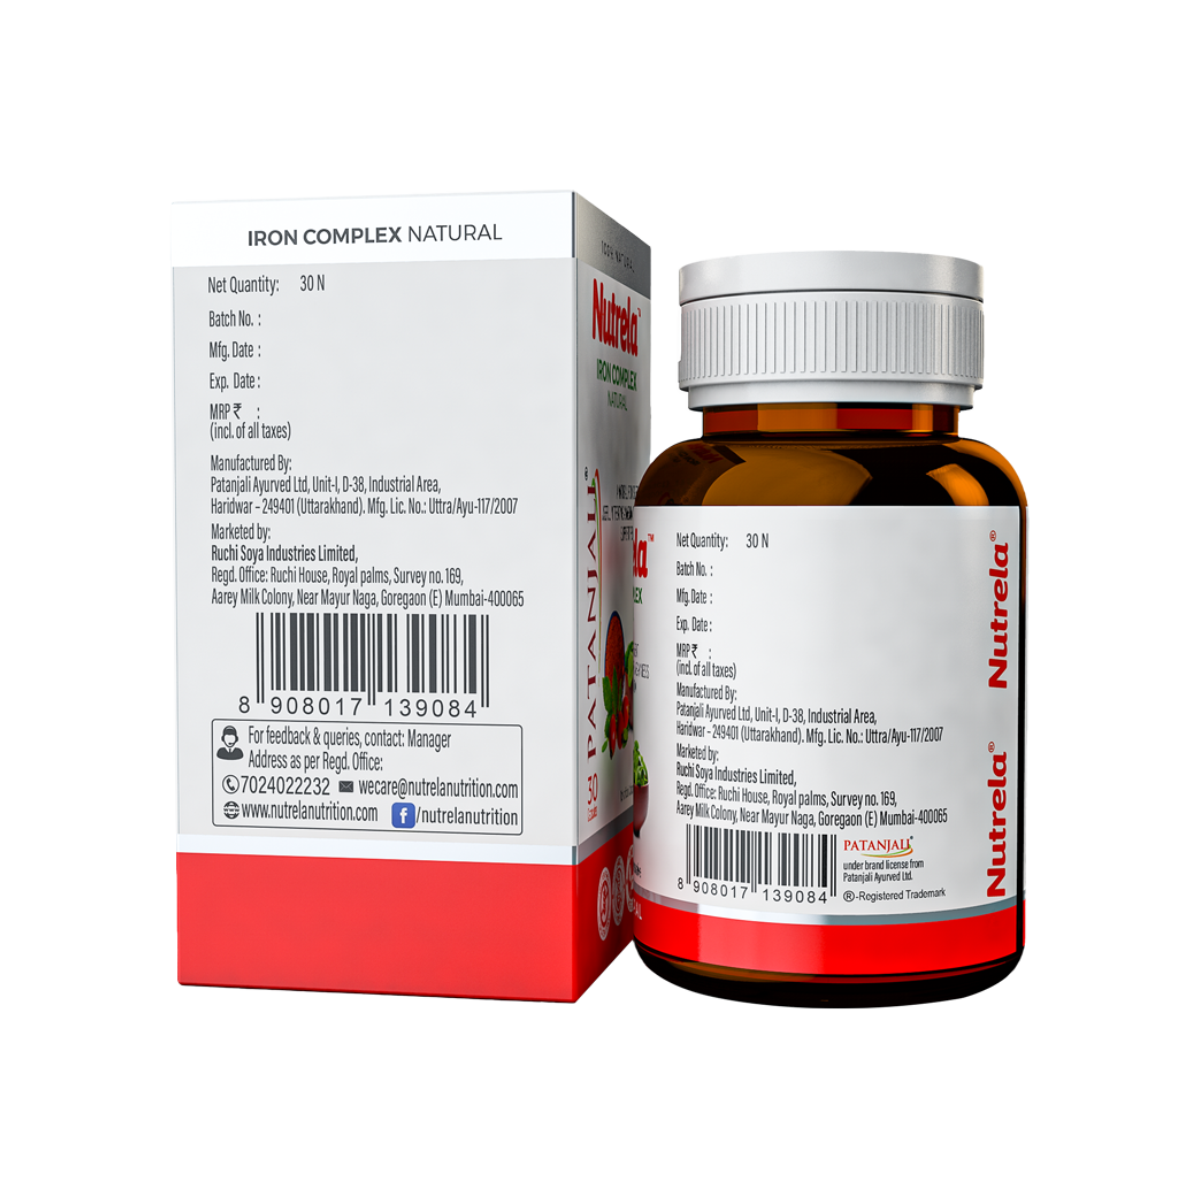 IRON COMPLEX NATURAL
Net Quantity: 30 N
Batch No. :
Mfg. Date :
Exp. Date :
MRP ₹ :
(incl. of all taxes)
Manufactured By:
Patanjali Ayurved Ltd, Unit-I, D-38, Industrial Area,
Haridwar - 249401 (Uttarakhand). Mfg. Lic. No.: Uttra/Ayu-117/2007
Marketed by:
Ruchi Soya Industries Limited,
Regd. Office: Ruchi House, Royal palms, Survey no. 169,
Aarey Milk Colony, Near Mayur Naga, Goregaon (E) Mumbai-400065
8 908017 139084
For feedback & queries, contact: Manager
Address as per Regd. Office:
7024022232 wecare@nutrelanutrition.com
www.nutrelanutrition.com f /nutrelanutrition
Nutrela™
IRON COMPLEX
NATURAL
PATANJALI®
30
Net Quantity: 30 N
Batch No. :
Mfg. Date :
Exp. Date :
MRP ₹ :
(incl. of all taxes)
Manufactured By:
Patanjali Ayurved Ltd, Unit-I, D-38, Industrial Area,
Haridwar - 249401 (Uttarakhand). Mfg. Lic. No.: Uttra/Ayu-117/2007
Marketed by:
Ruchi Soya Industries Limited,
Regd. Office: Ruchi House, Royal palms, Survey no. 169,
Aarey Milk Colony, Near Mayur Naga, Goregaon (E) Mumbai-400065
8 908017 139084
PATANJALI®
under brand license from
Patanjali Ayurved Ltd.
®-Registered Trademark
Nutrela®
Nutrela®